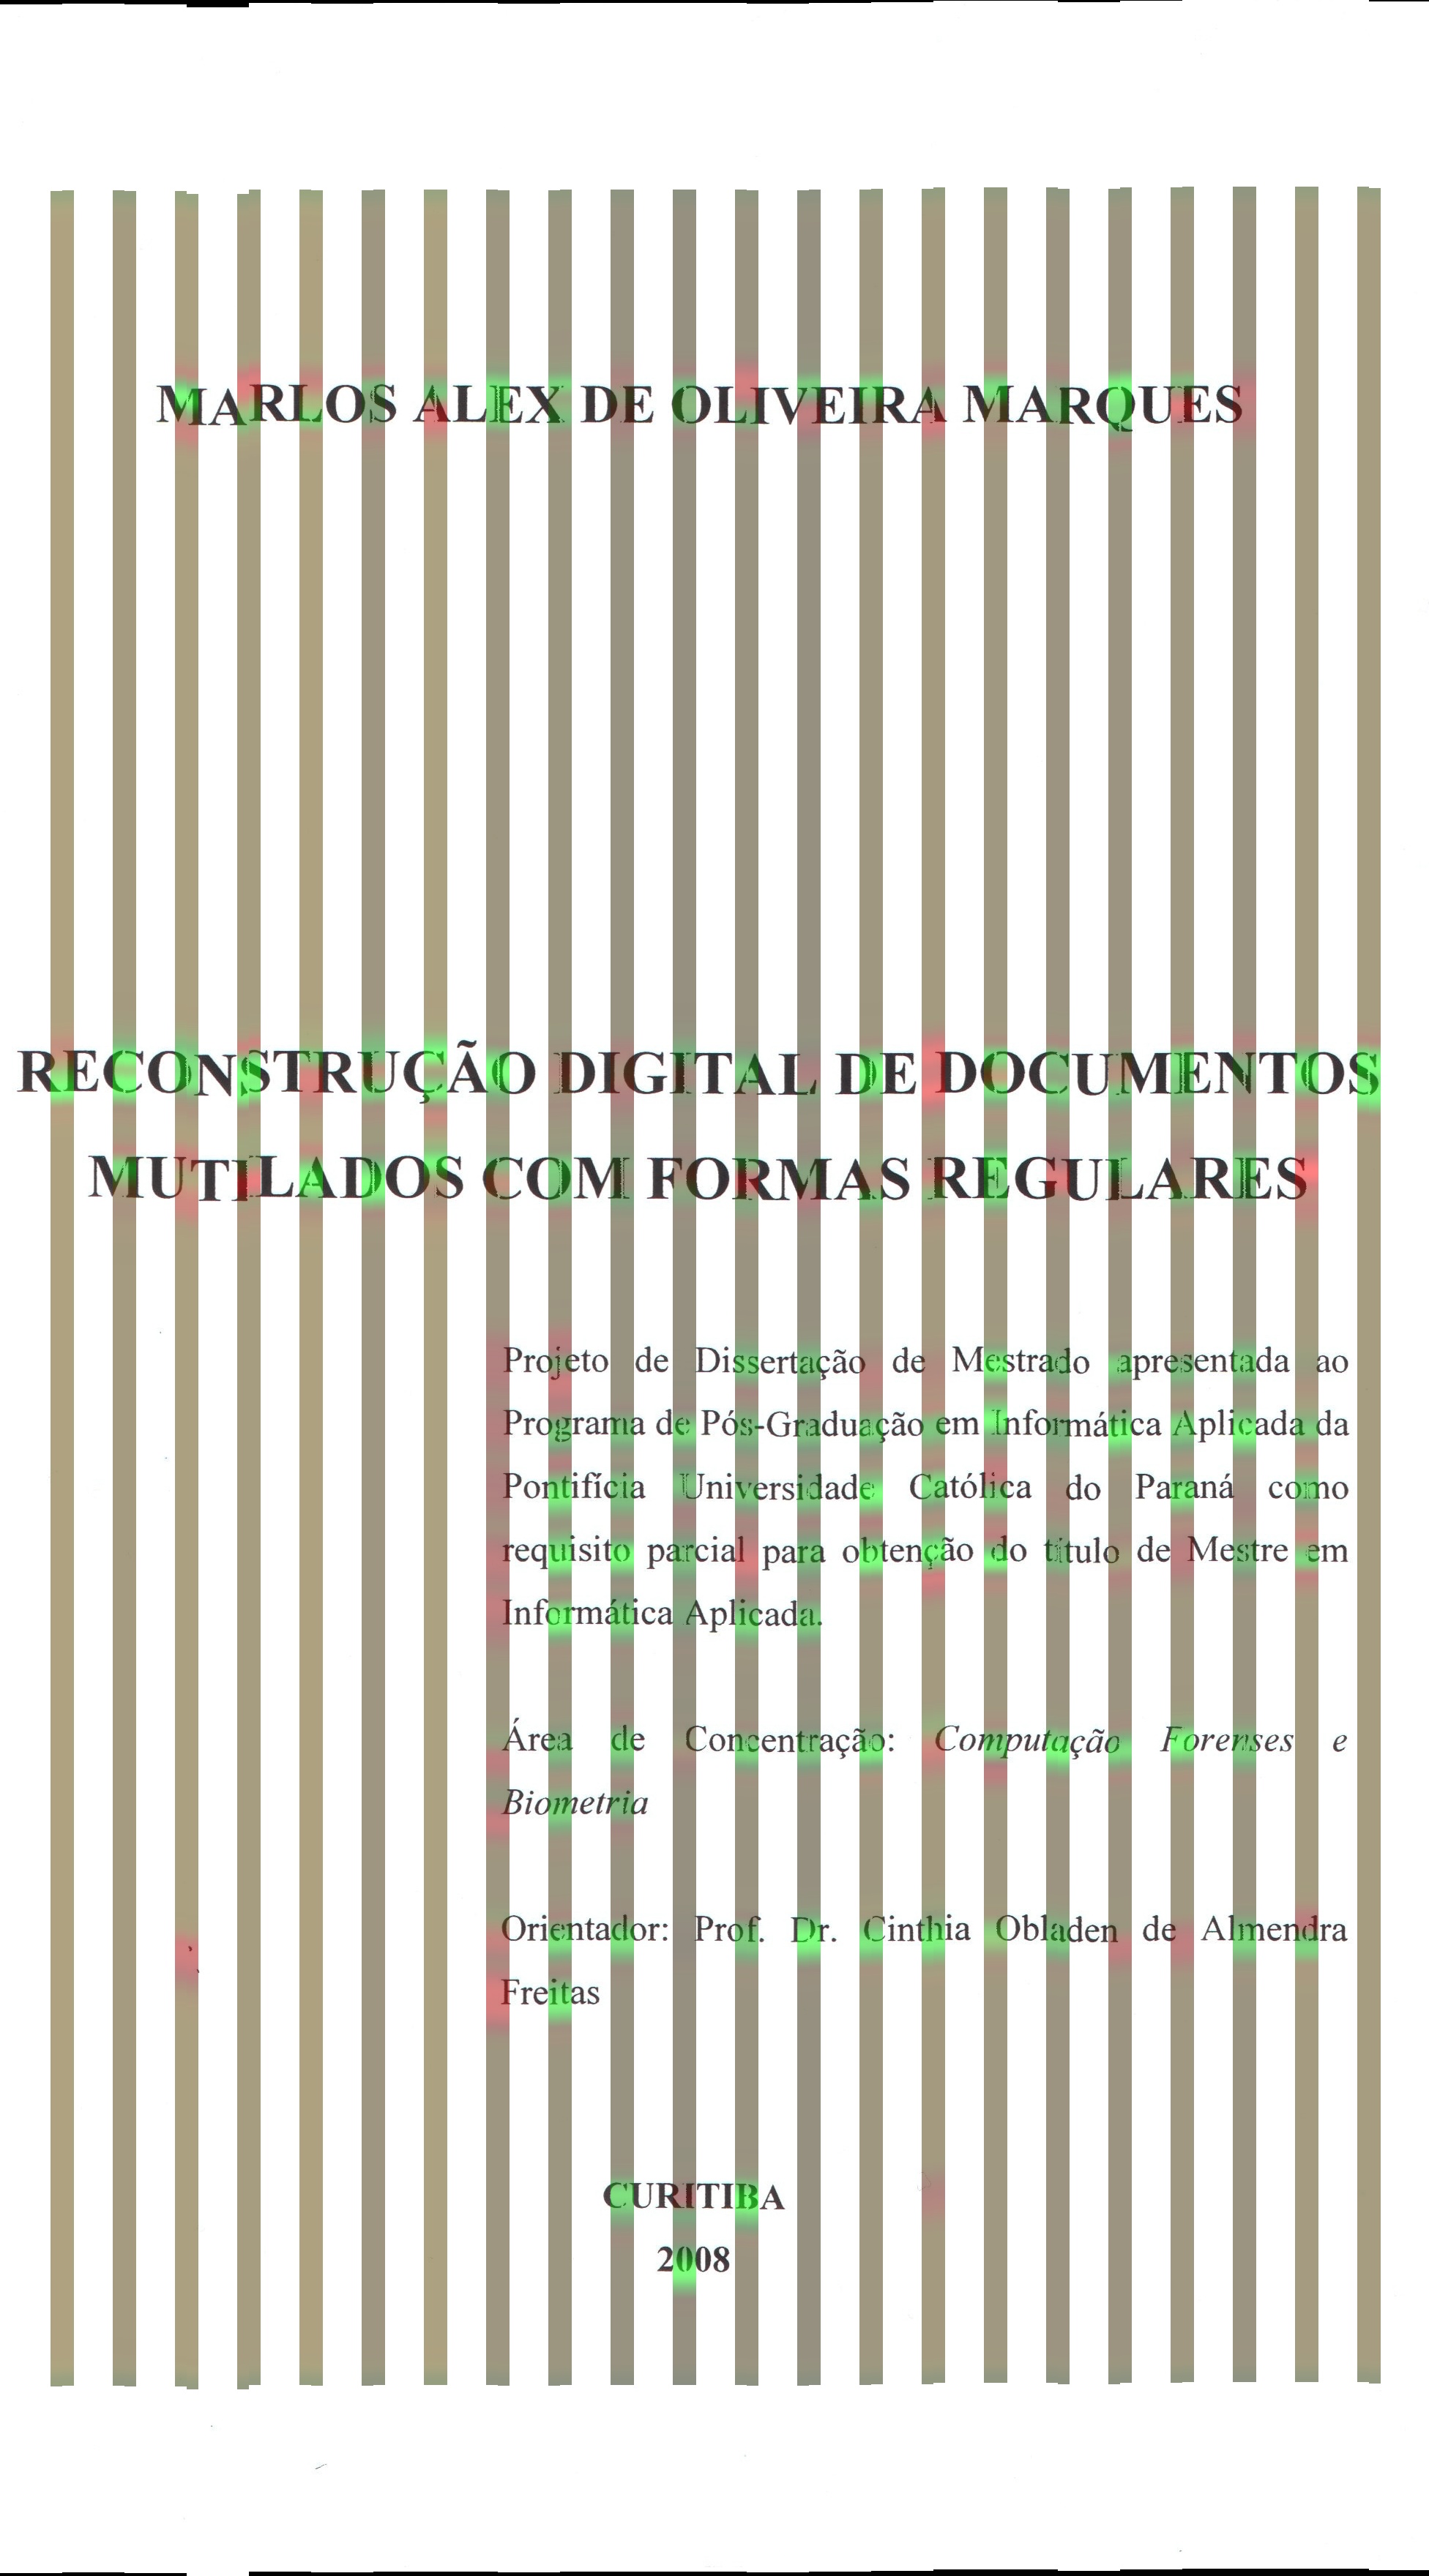 MARLOS ALEX DE OLIVEIRA MARQUES
RECONSTRUÇÃO DIGITAL DE DOCUMENTOS
MUTILADOS COM FORMAS REGULARES
Projeto de Dissertação de Mestrado apresentada ao
Programa de Pós-Graduação em Informática Aplicada da
Pontifícia Universidade Católica do Paraná como
requisito parcial para obtenção do título de Mestre em
Informática Aplicada.
Área de Concentração: Computação Forenses e
Biometria
Orientador: Prof. Dr. Cinthia Obladen de Almendra
Freitas
CURITIBA
2008